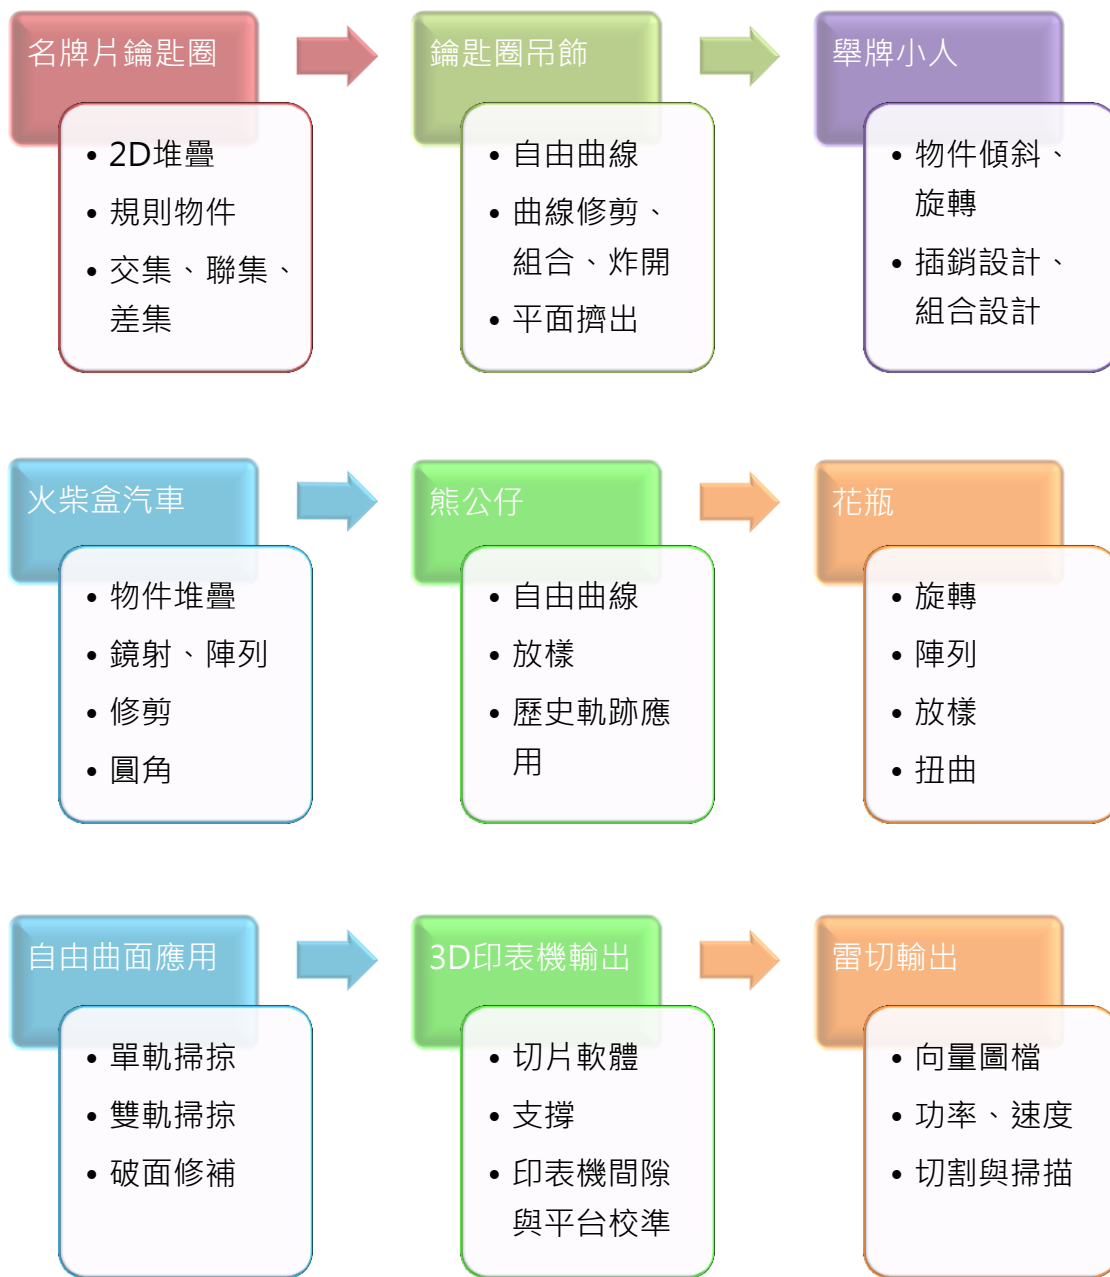 名牌片鑰匙圈
• 2D堆疊
• 規則物件
• 交集、聯集、
差集
鑰匙圈吊飾
• 自由曲線
• 曲線修剪、
組合、炸開
• 平面擠出
舉牌小人
• 物件傾斜、
旋轉
• 插銷設計、
組合設計
火柴盒汽車
• 物件堆疊
• 鏡射、陣列
• 修剪
• 圓角
熊公仔
• 自由曲線
• 放樣
• 歷史軌跡應
用
花瓶
• 旋轉
• 陣列
• 放樣
• 扭曲
自由曲面應用
• 單軌掃掠
• 雙軌掃掠
• 破面修補
3D印表機輸出
• 切片軟體
• 支撐
• 印表機間隙
與平台校準
雷切輸出
• 向量圖檔
• 功率、速度
• 切割與掃描